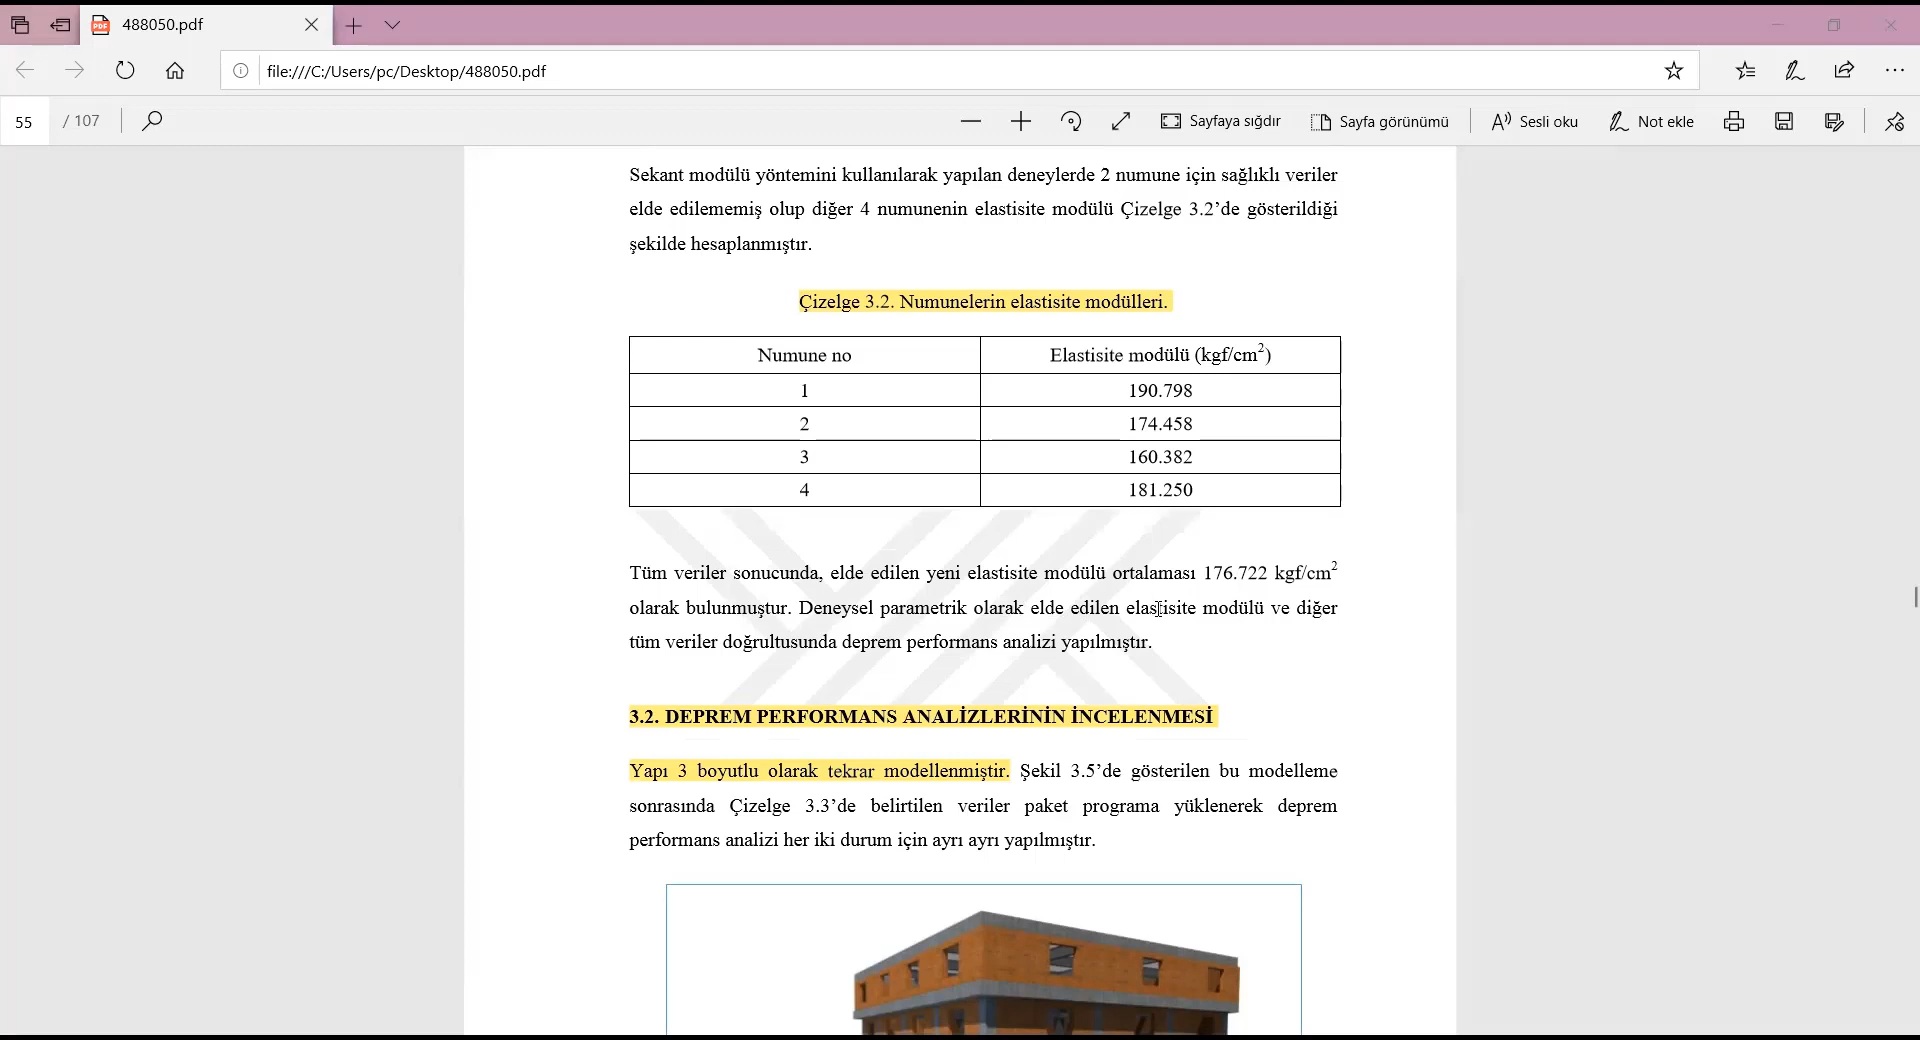 488050.pdf
file:///C:/Users/pc/Desktop/488050.pdf
55 / 107
Sayfaya sığdır
Sayfa görünümü
Sesli oku
Not ekle
Sekant modülü yöntemini kullanılarak yapılan deneylerde 2 numune için sağlıklı veriler
elde edilememiş olup diğer 4 numunenin elastisite modülü Çizelge 3.2’de gösterildiği
şekilde hesaplanmıştır.
Çizelge 3.2. Numunelerin elastisite modülleri.
Numune no Elastisite modülü (kgf/cm²)
1 190.798
2 174.458
3 160.382
4 181.250
Tüm veriler sonucunda, elde edilen yeni elastisite modülü ortalaması 176.722 kgf/cm²
olarak bulunmuştur. Deneysel parametrik olarak elde edilen elastisite modülü ve diğer
tüm veriler doğrultusunda deprem performans analizi yapılmıştır.
3.2. DEPREM PERFORMANS ANALİZLERİNİN İNCELENMESİ
Yapı 3 boyutlu olarak tekrar modellenmiştir. Şekil 3.5’de gösterilen bu modelleme
sonrasında Çizelge 3.3’de belirtilen veriler paket programa yüklenerek deprem
performans analizi her iki durum için ayrı ayrı yapılmıştır.